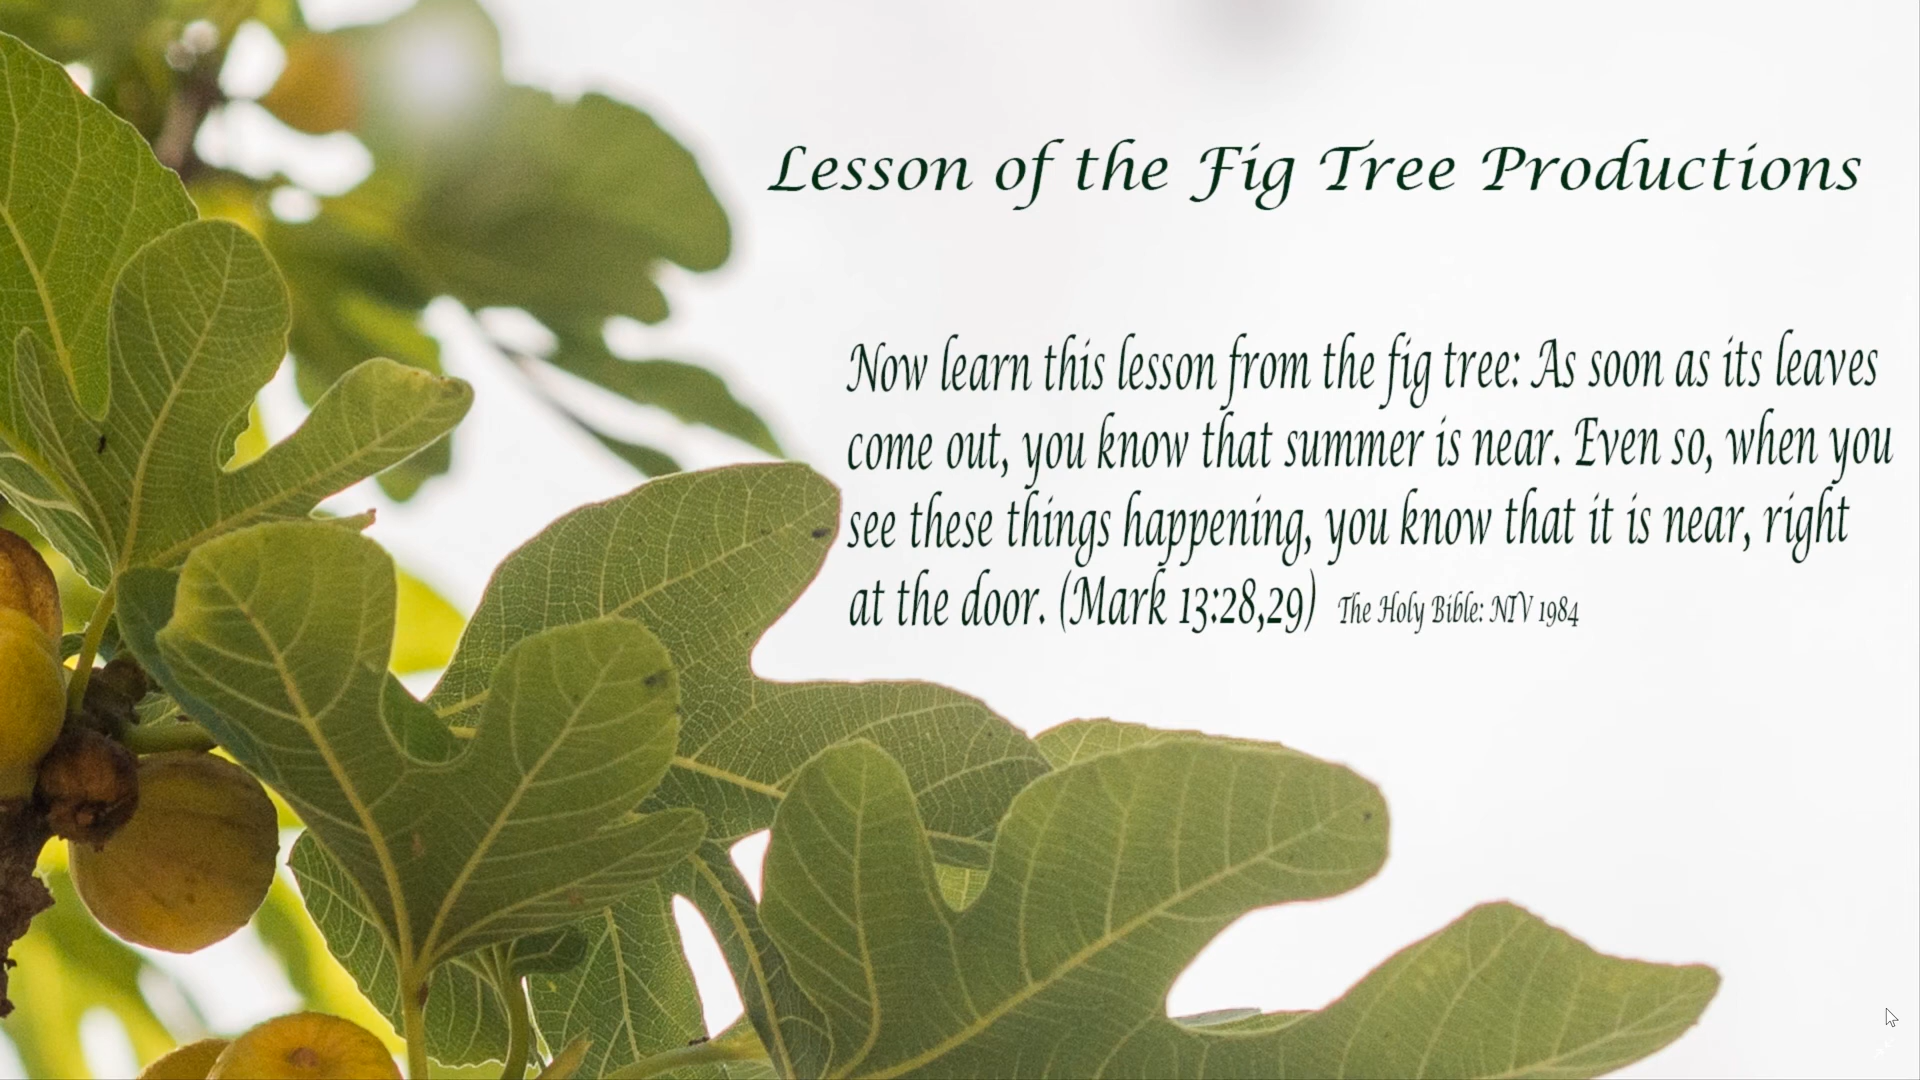 Lesson of the Fig Tree Productions
Now learn this lesson from the fig tree: As soon as its leaves
come out, you know that summer is near. Even so, when you
see these things happening, you know that it is near, right
at the door. (Mark 13:28,29) The Holy Bible: NIV 1984